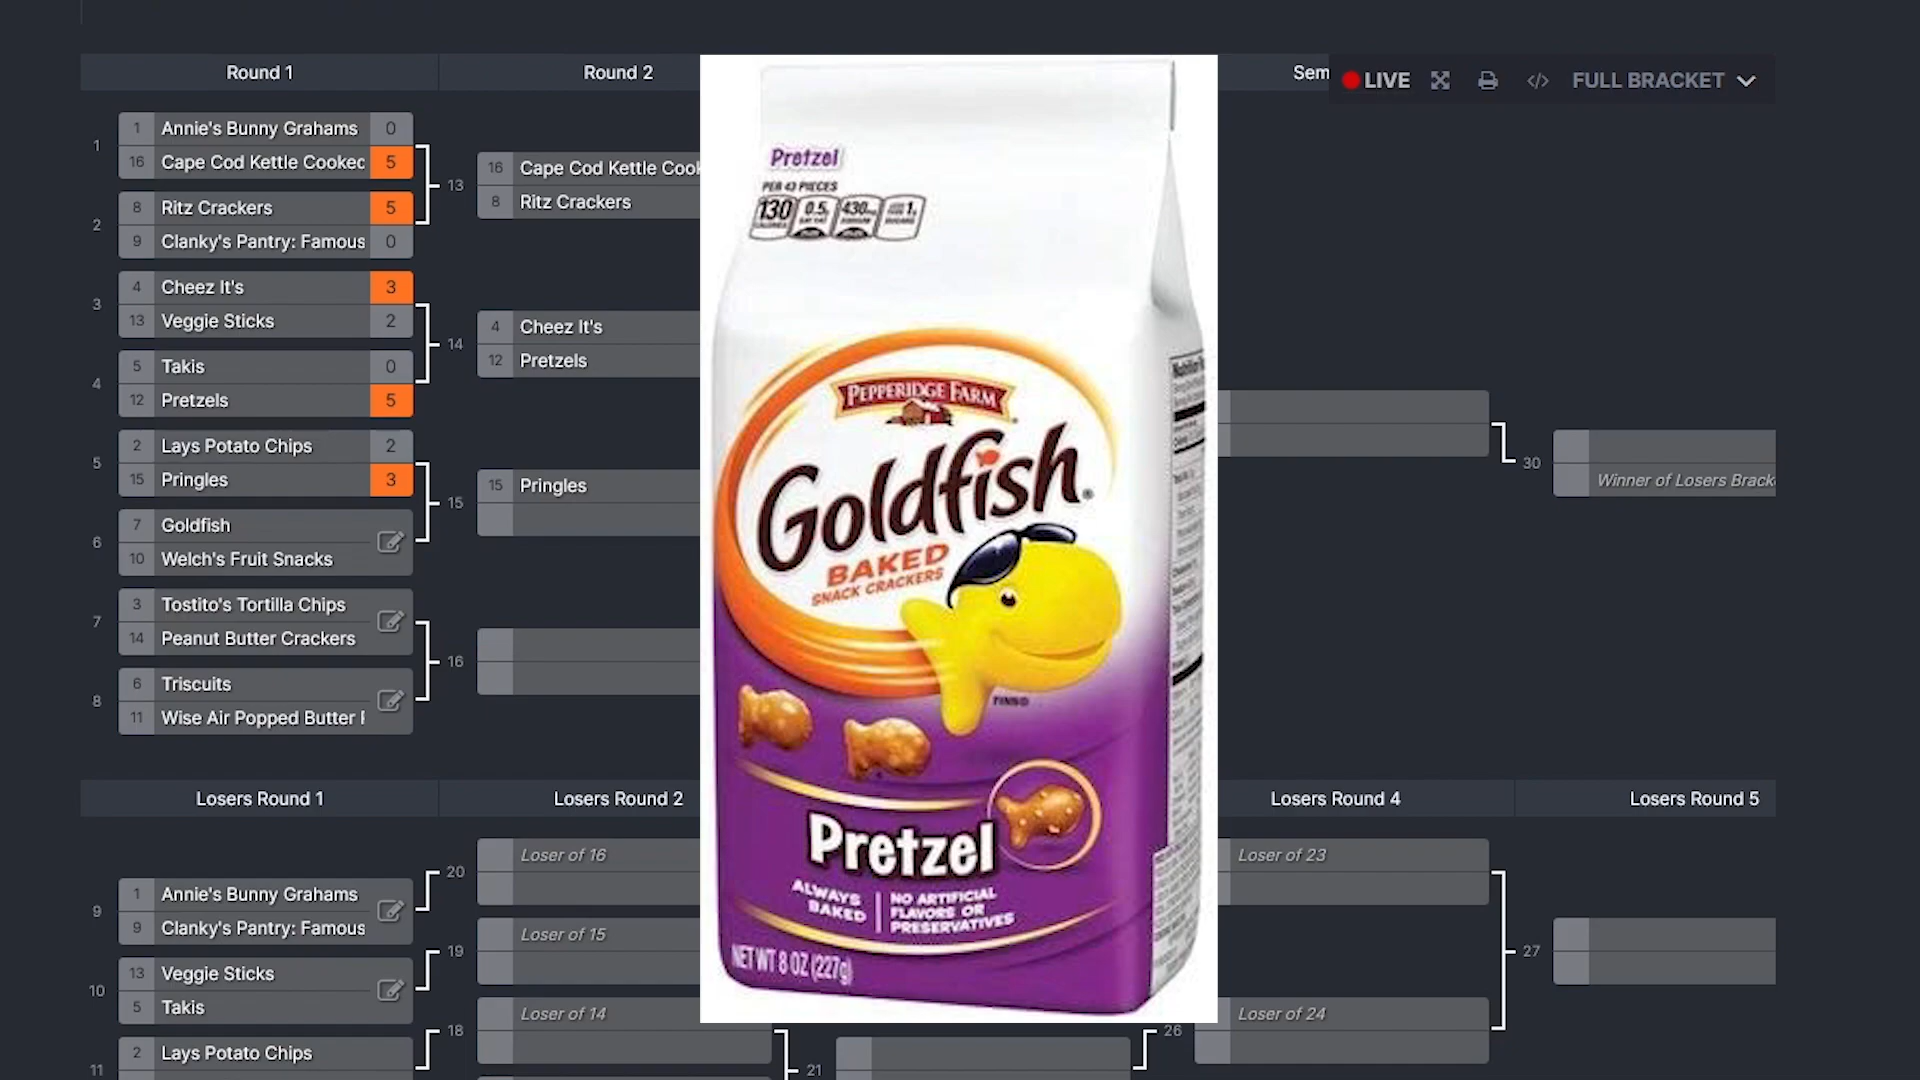 Round 1
Round 2
Sem
LIVE
</>
FULL BRACKET
1
1 Annie's Bunny Grahams 0
16 Cape Cod Kettle Cooked 5
2
8 Ritz Crackers 5
9 Clanky's Pantry: Famous 0
3
4 Cheez It's 3
13 Veggie Sticks 2
4
5 Takis 0
12 Pretzels 5
5
2 Lays Potato Chips 2
15 Pringles 3
6
7 Goldfish
10 Welch's Fruit Snacks
7
3 Tostito's Tortilla Chips
14 Peanut Butter Crackers
8
6 Triscuits
11 Wise Air Popped Butter
13
16 Cape Cod Kettle Coo
8 Ritz Crackers
14
4 Cheez It's
12 Pretzels
15
15 Pringles
16
30
Winner of Losers Brack
Pretzel
PER 43 PIECES
130 0.5g 430mg 1g
CALORIES
PEPPERIDGE FARM
Goldfish®
BAKED
SNACK CRACKERS
FINN©
Pretzel
ALWAYS
BAKED
NO ARTIFICIAL
FLAVORS OR
PRESERVATIVES
NET WT 8 OZ (227g)
Losers Round 1
Losers Round 2
Losers Round 4
Losers Round 5
9
1 Annie's Bunny Grahams
9 Clanky's Pantry: Famous
10
13 Veggie Sticks
5 Takis
11
2 Lays Potato Chips
20
Loser of 16
19
Loser of 15
18
Loser of 14
21
26
Loser of 23
Loser of 24
27